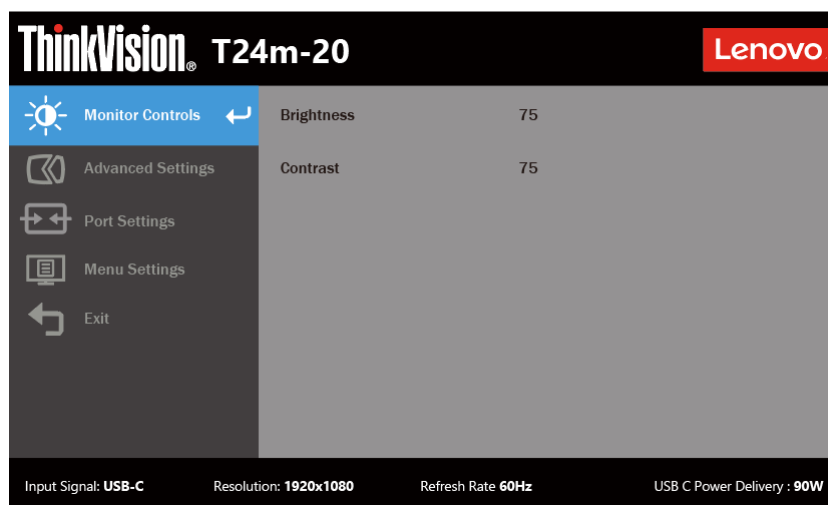 ThinkVision® T24m-20 Lenovo
Monitor Controls Brightness 75
Advanced Settings Contrast 75
Port Settings
Menu Settings
Exit
Input Signal: USB-C Resolution: 1920x1080 Refresh Rate 60Hz USB C Power Delivery : 90W